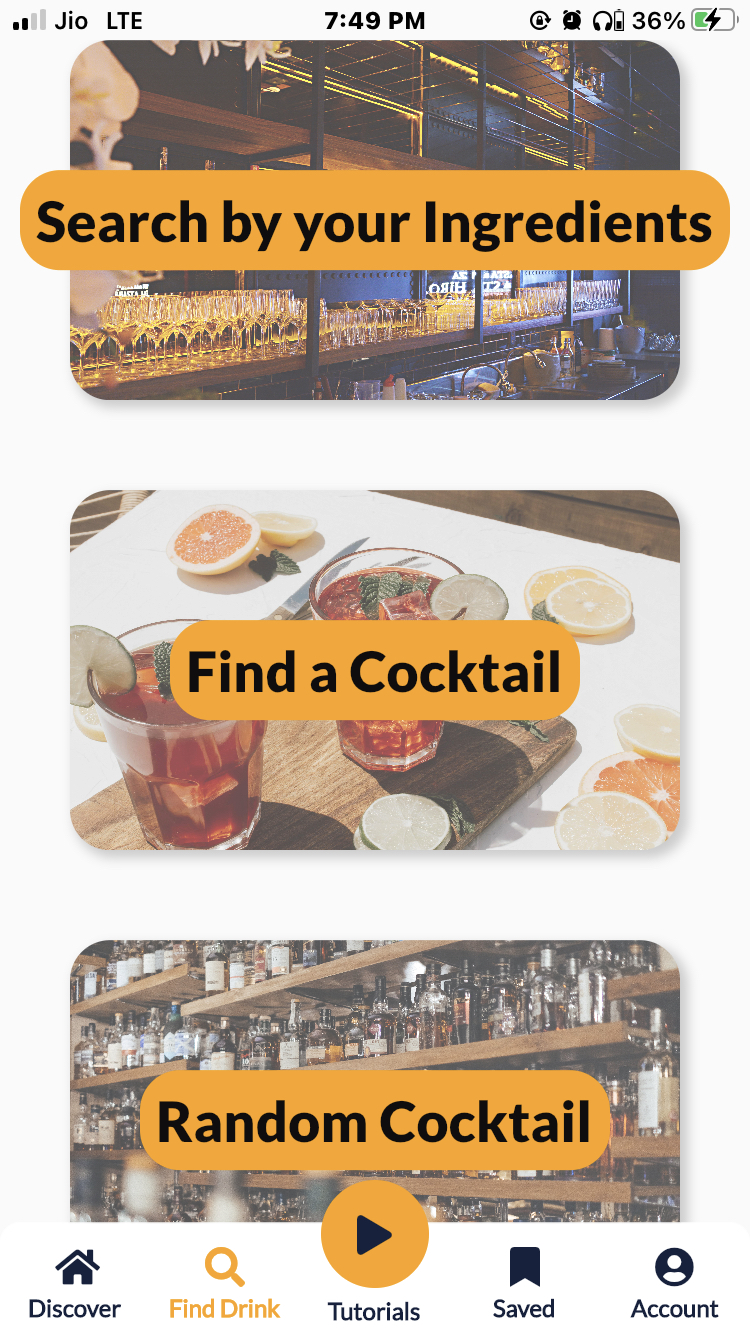 Jio LTE 7:49 PM 36%
Search by your Ingredients
Find a Cocktail
Random Cocktail
Discover Find Drink Tutorials Saved Account